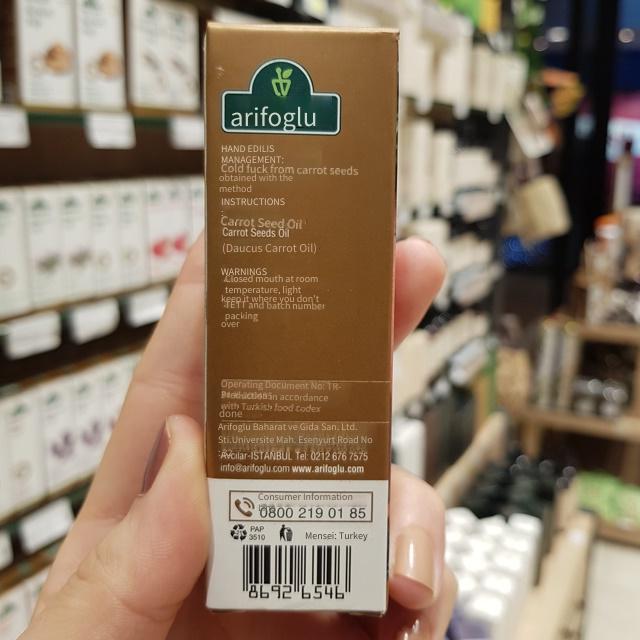 arifoglu
HAND EDILIS
MANAGEMENT:
Cold fuck from carrot seeds
obtained with the
method
INSTRUCTIONS
Carrot Seed Oil
Carrot Seeds Oil
(Daucus Carrot Oil)
WARNINGS
Closed mouth at room
temperature, light
keep it where you don't
TETT and batch number
packing
over
Operating Document No: TR-
Production in accordance
with Turkish food codex
done
Arifoglu Baharat ve Gida San. Ltd.
Sti.Universite Mah. Esenyurt Road No
Avcilar-ISTANBUL Tel: 0212 676 7575
info@arifoglu.com www.arifoglu.com
Consumer Information
0800 219 01 85
PAP
3510
Mensei: Turkey
8692 6546